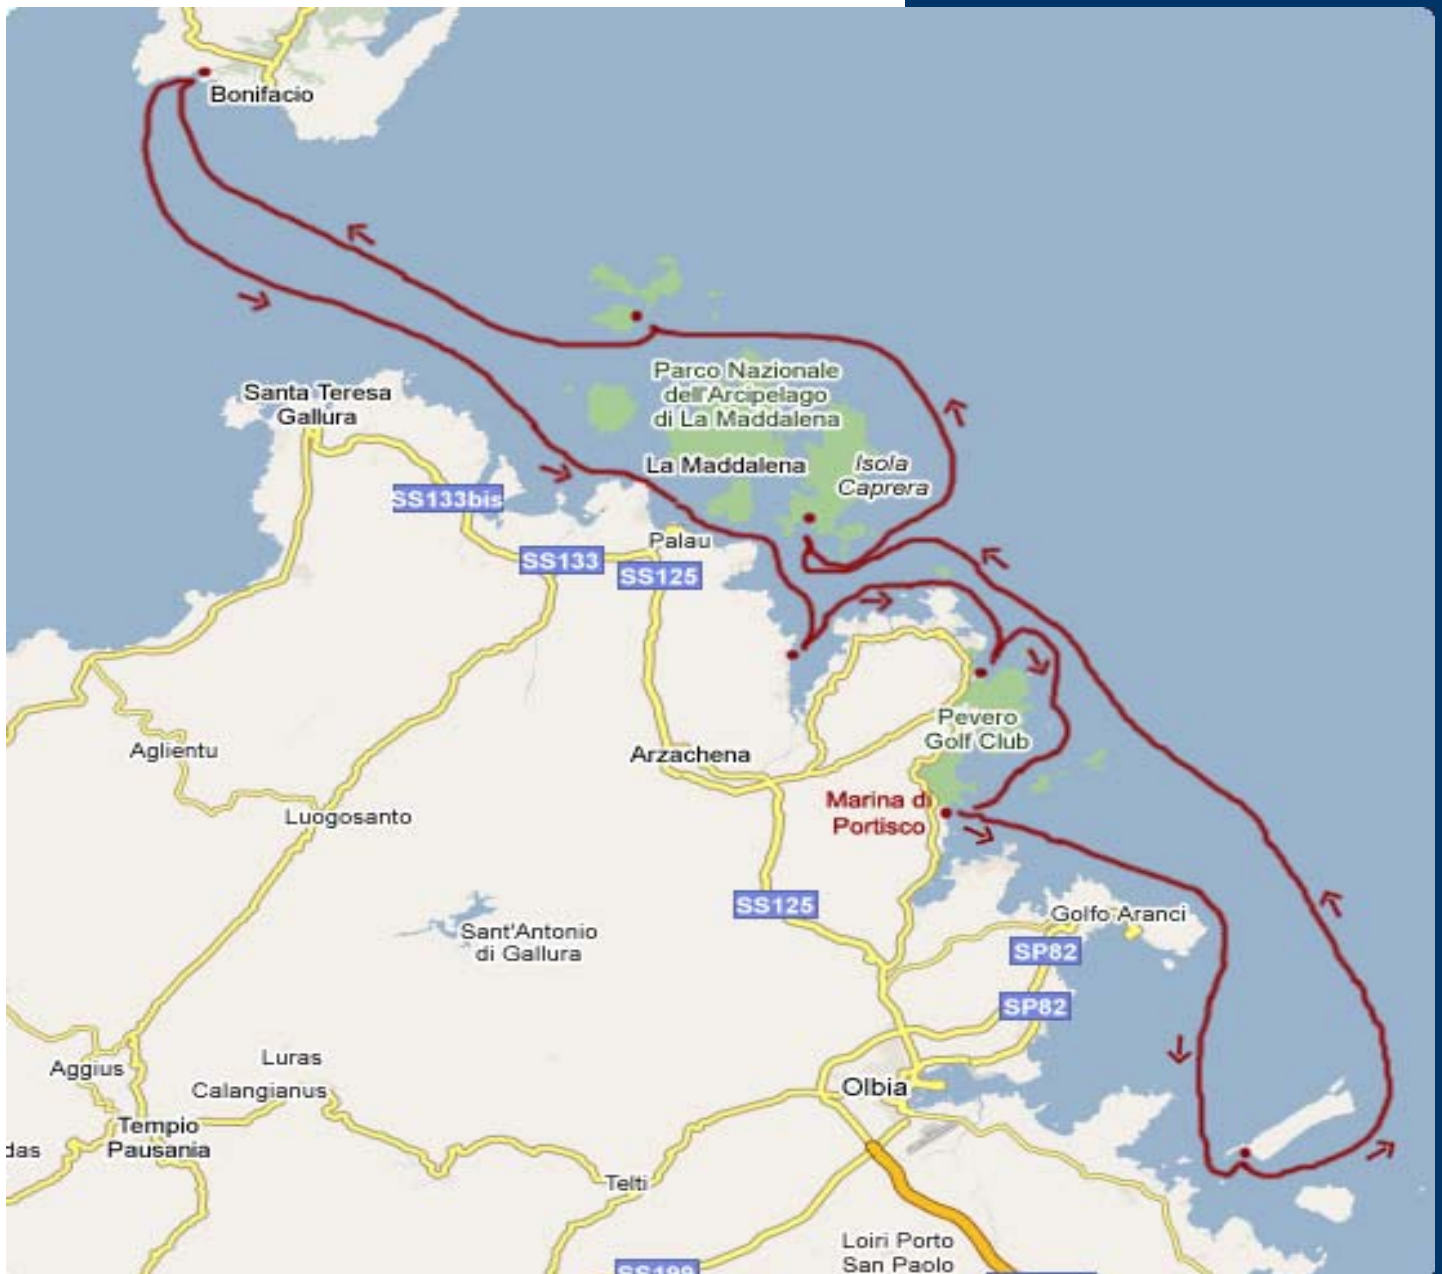 Bonifacio
Parco Nazionale
dell'Arcipelago
di La Maddalena
Santa Teresa
Gallura
La Maddalena
Isola
Caprera
SS133bis
Palau
SS133
SS125
Pevero
Golf Club
Aglientu
Arzachena
Marina di
Portisco
Luogosanto
SS125
Golfo Aranci
Sant'Antonio
di Gallura
SP82
SP82
Luras
Aggius
Calangianus
Olbia
Tempio
Pausania
das
Telti
Loiri Porto
San Paolo
SS199